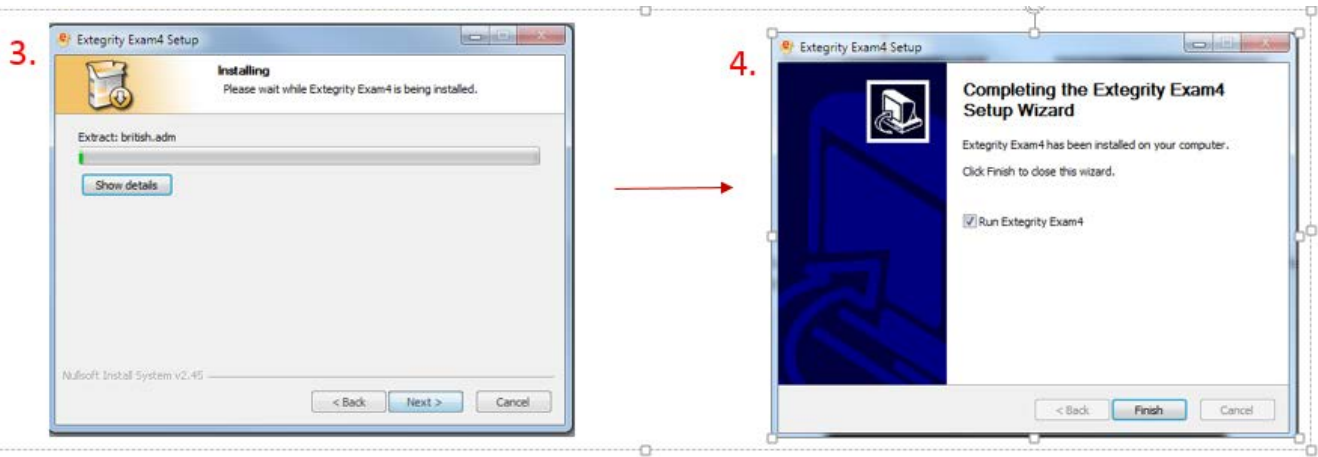 3.
Extegrity Exam4 Setup
Installing
Please wait while Extegrity Exam4 is being installed.
Extract: british.adm
Show details
Nullsoft Install System v2.45
< Back
Next >
Cancel
4.
Extegrity Exam4 Setup
Completing the Extegrity Exam4
Setup Wizard
Extegrity Exam4 has been installed on your computer.
Click Finish to close this wizard.
Run Extegrity Exam4
< Back
Finish
Cancel